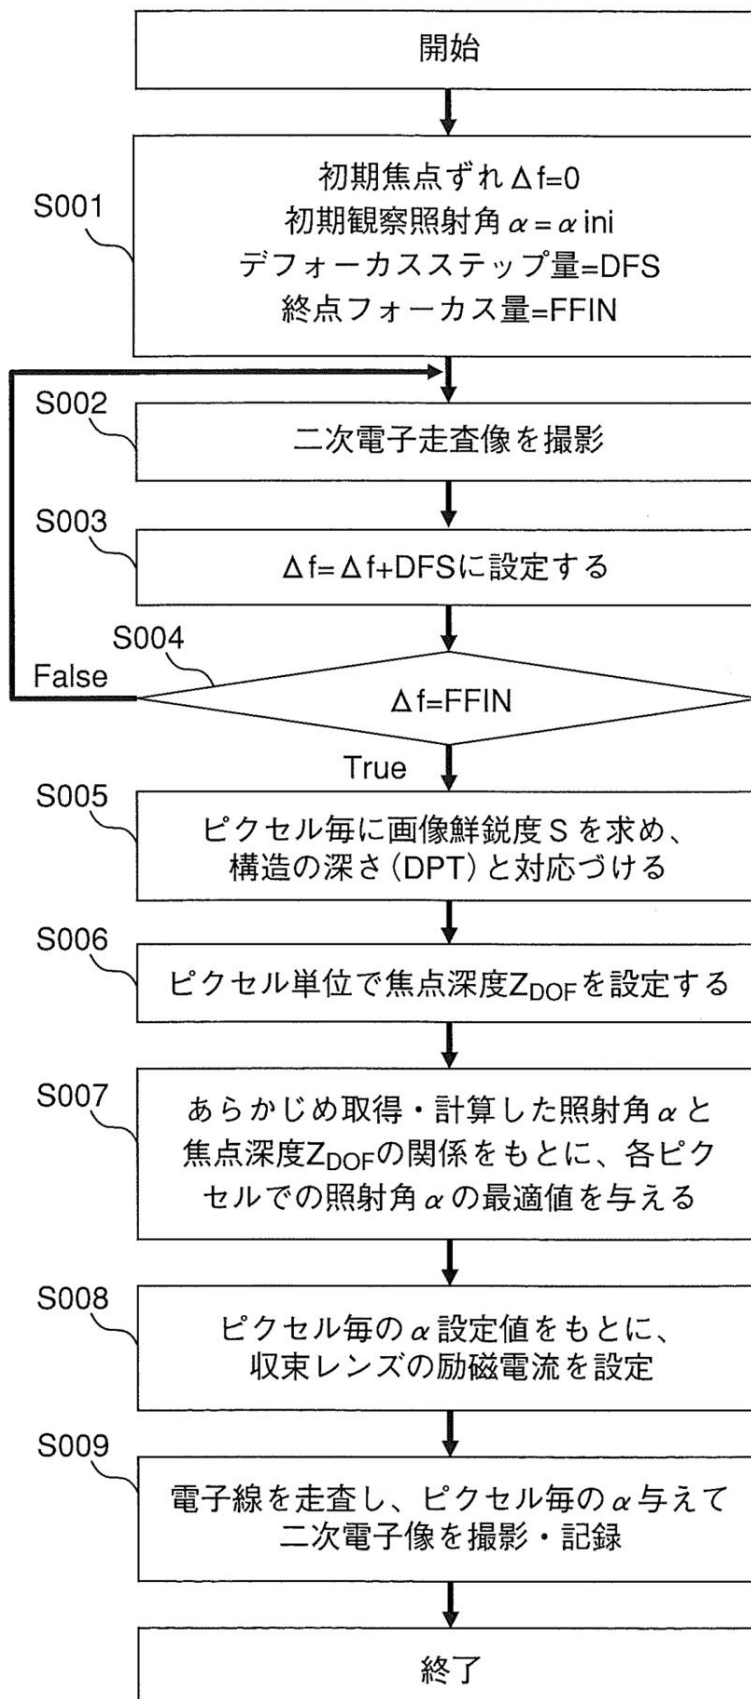 開始
S001
初期焦点ずれΔf=0
初期観察照射角α=αini
デフォーカスステップ量=DFS
終点フォーカス量=FFIN
S002
二次電子走査像を撮影
S003
Δf=Δf+DFSに設定する
S004
False
Δf=FFIN
True
S005
ピクセル毎に画像鮮鋭度Sを求め、
構造の深さ(DPT)と対応づける
S006
ピクセル単位で焦点深度ZDOFを設定する
S007
あらかじめ取得・計算した照射角αと
焦点深度ZDOFの関係をもとに、各ピク
セルでの照射角αの最適値を与える
S008
ピクセル毎のα設定値をもとに、
収束レンズの励磁電流を設定
S009
電子線を走査し、ピクセル毎のα与えて
二次電子像を撮影・記録
終了